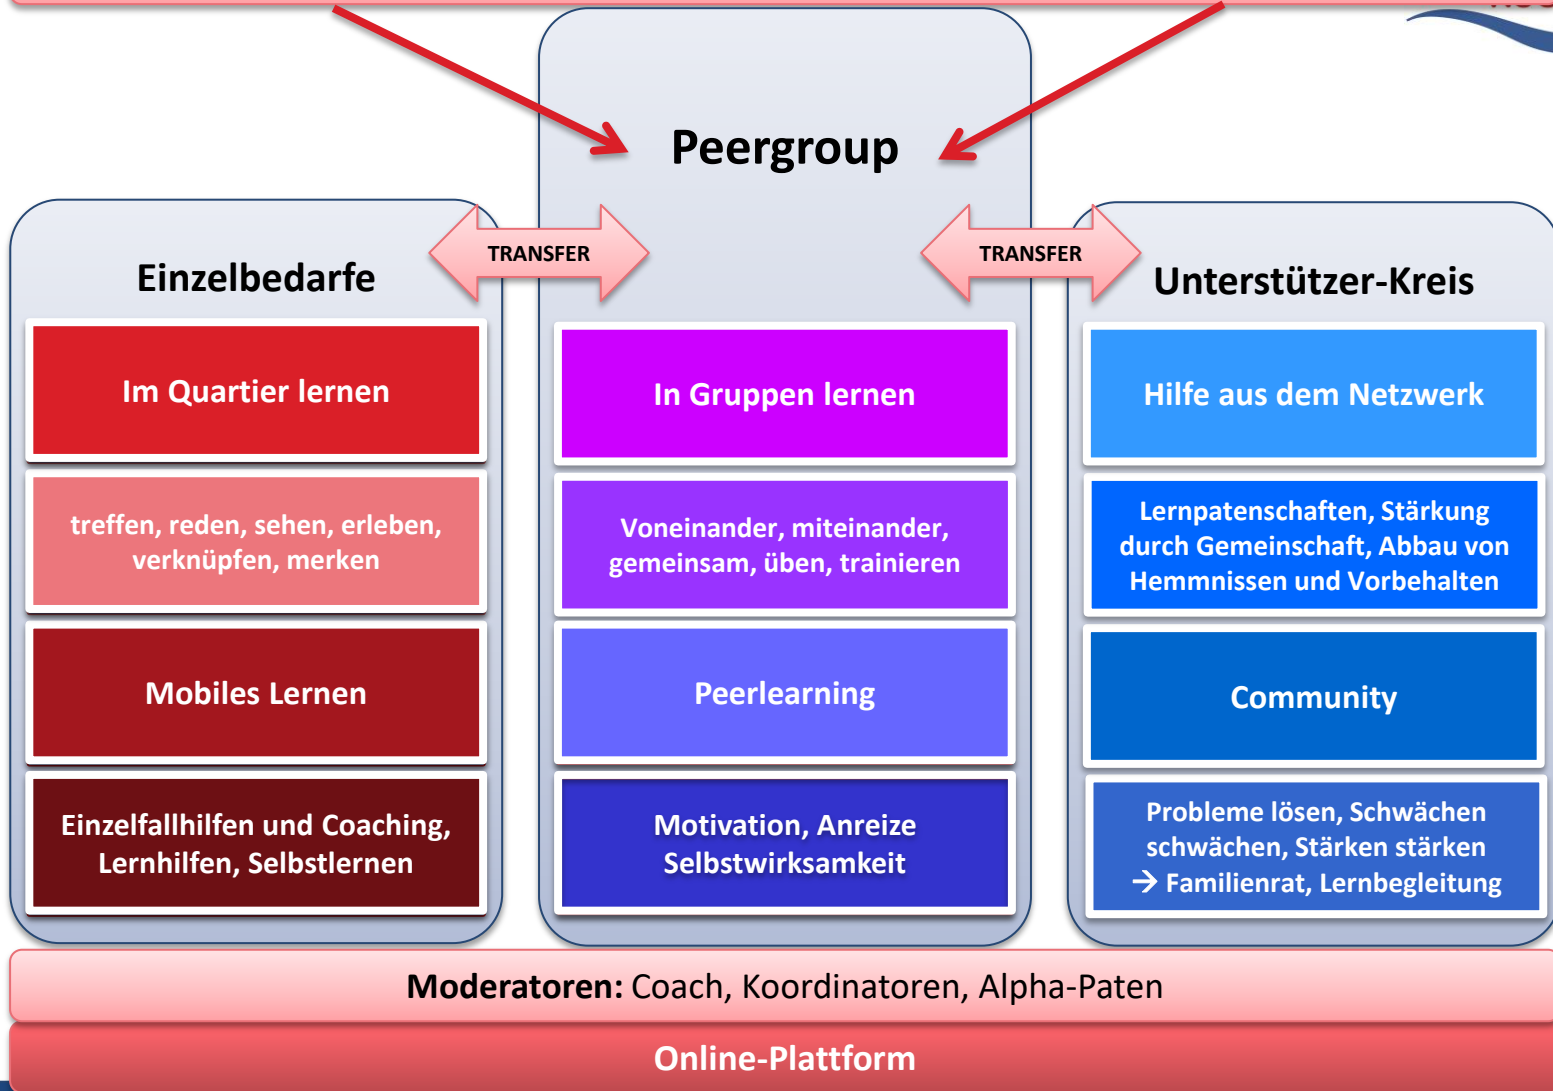 Peergroup
TRANSFER
TRANSFER
Einzelbedarfe
Im Quartier lernen
treffen, reden, sehen, erleben,
verknüpfen, merken
Mobiles Lernen
Einzelfallhilfen und Coaching,
Lernhilfen, Selbstlernen
In Gruppen lernen
Voneinander, miteinander,
gemeinsam, üben, trainieren
Peerlearning
Motivation, Anreize
Selbstwirksamkeit
Unterstützer-Kreis
Hilfe aus dem Netzwerk
Lernpatenschaften, Stärkung
durch Gemeinschaft, Abbau von
Hemmnissen und Vorbehalten
Community
Probleme lösen, Schwächen
schwächen, Stärken stärken
→ Familienrat, Lernbegleitung
Moderatoren: Coach, Koordinatoren, Alpha-Paten
Online-Plattform